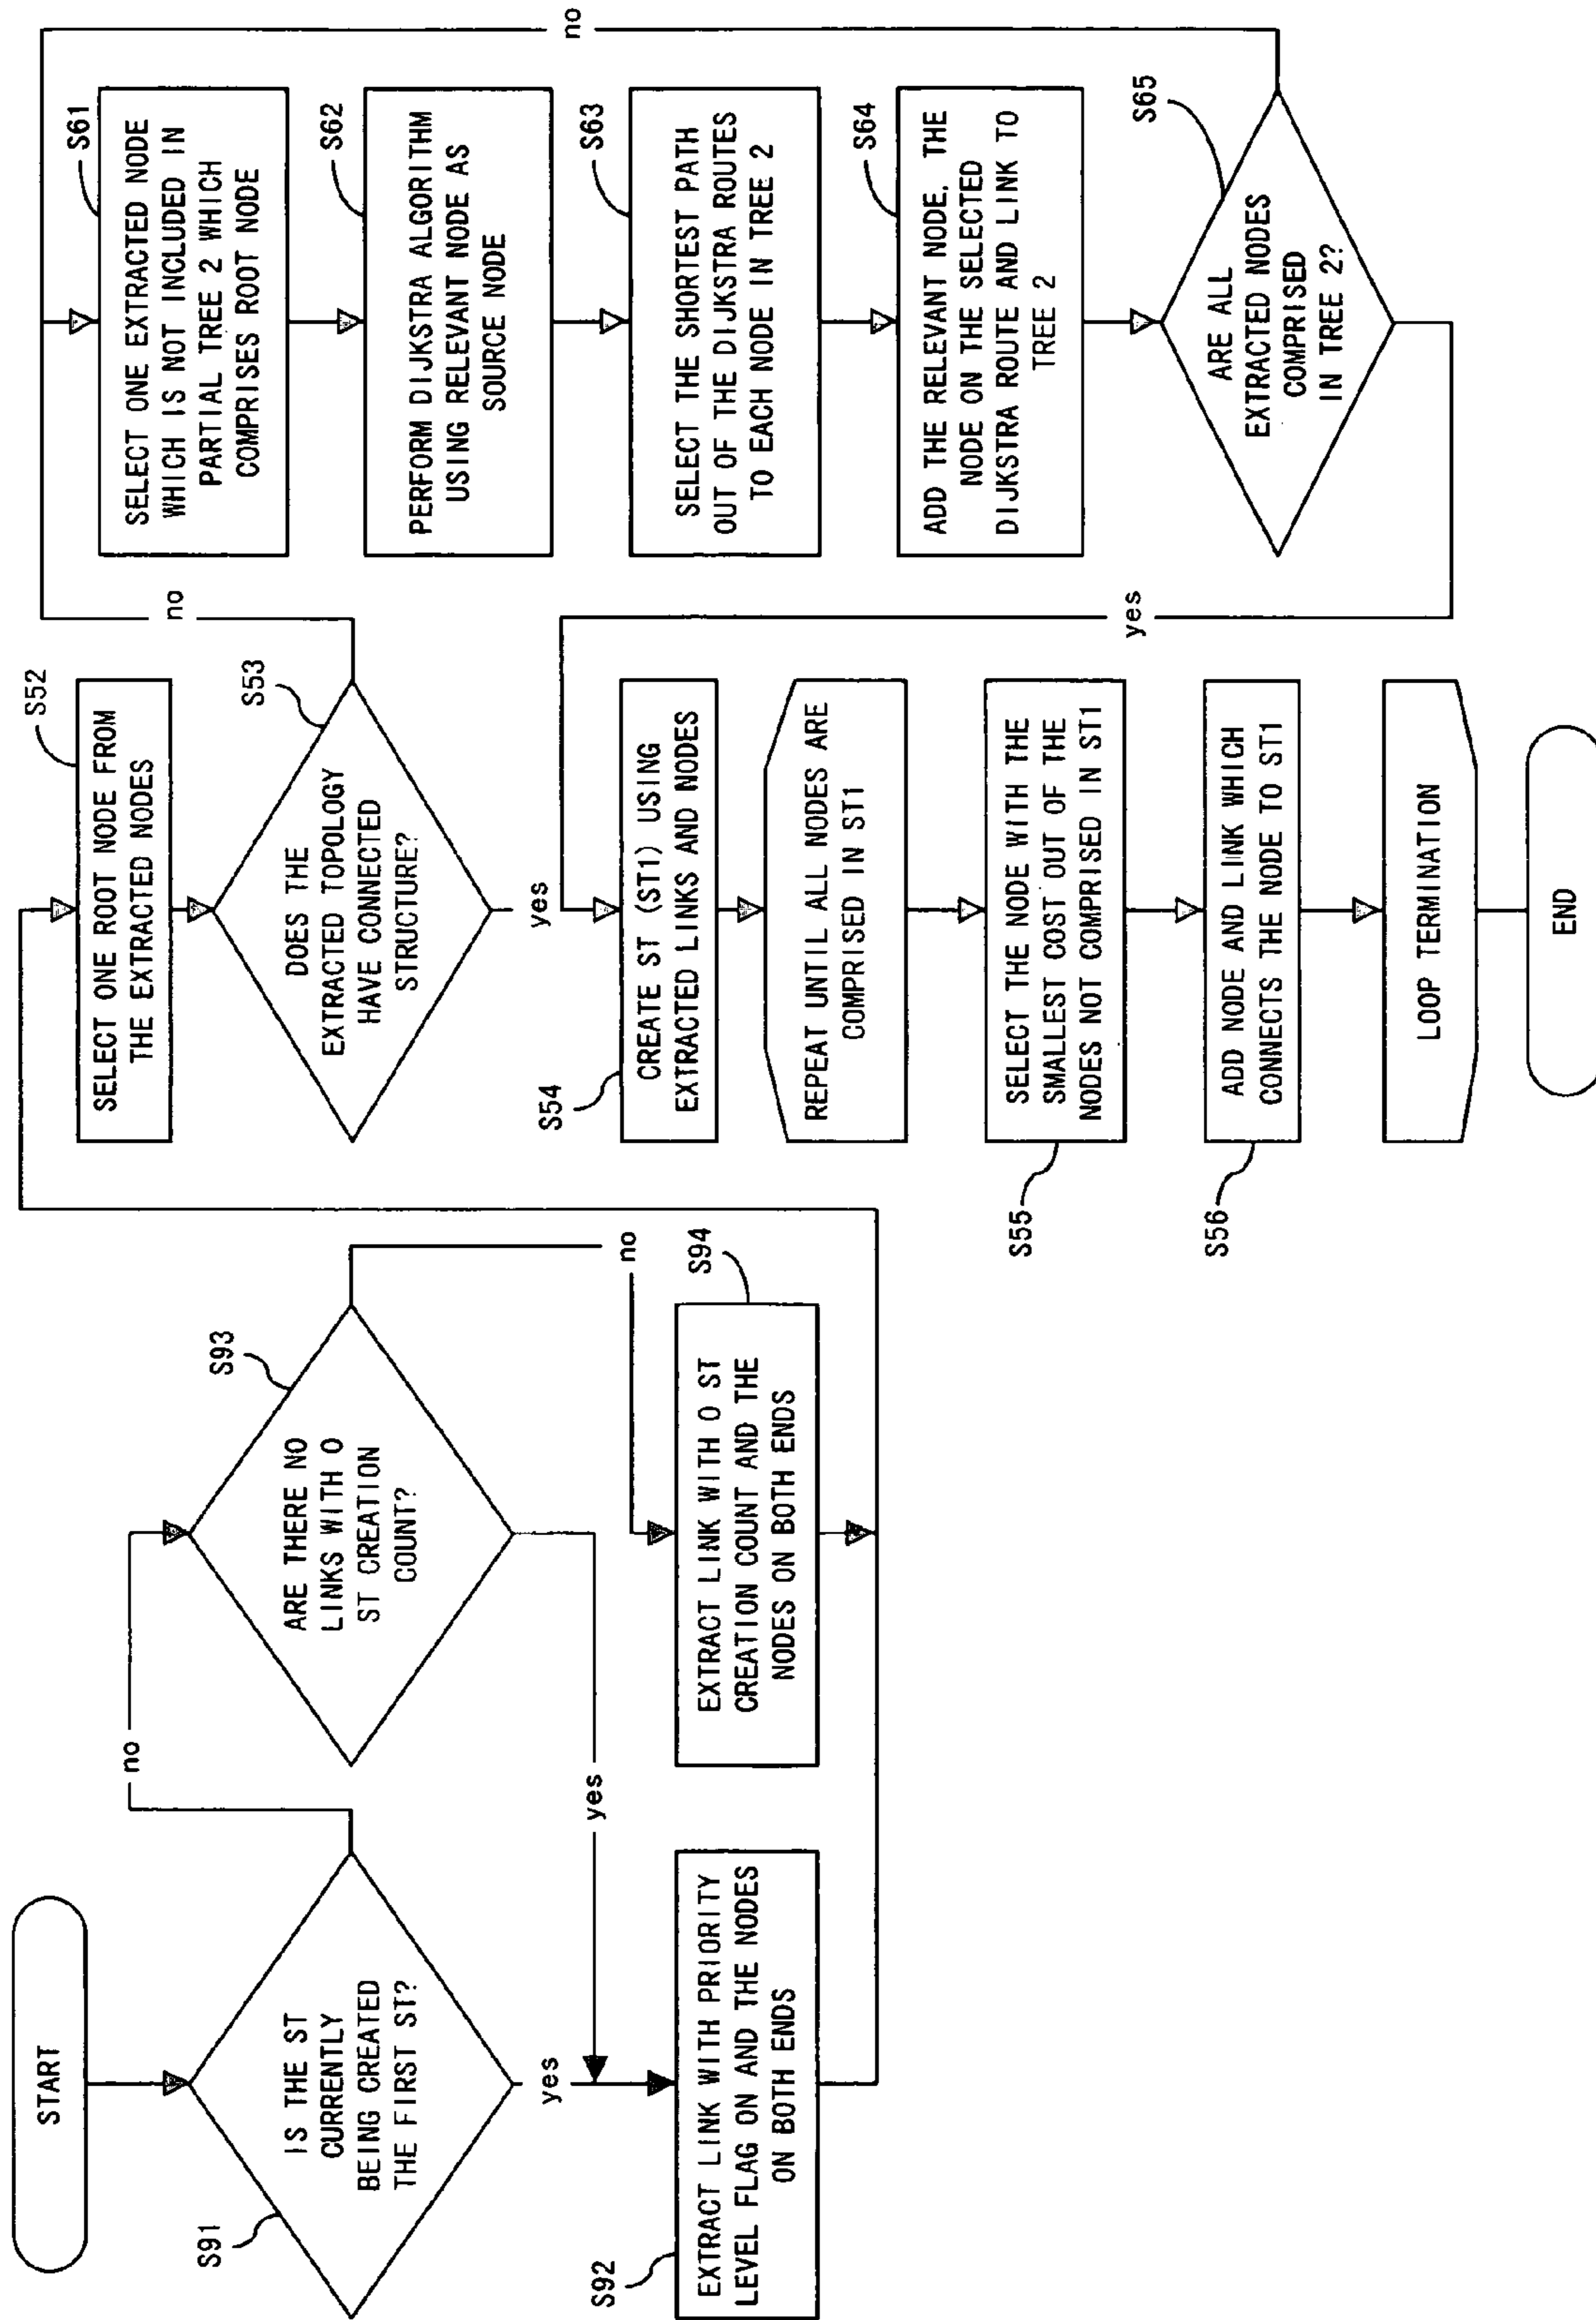 START
S91
IS THE ST
CURRENTLY
BEING CREATED
THE FIRST ST?
no
yes
S92
EXTRACT LINK WITH PRIORITY
LEVEL FLAG ON AND THE NODES
ON BOTH ENDS
S93
ARE THERE NO
LINKS WITH 0
ST CREATION
COUNT?
no
yes
S94
EXTRACT LINK WITH 0 ST
CREATION COUNT AND THE
NODES ON BOTH ENDS
S52
SELECT ONE ROOT NODE FROM
THE EXTRACTED NODES
S53
DOES THE
EXTRACTED TOPOLOGY
HAVE CONNECTED
STRUCTURE?
no
yes
S54
CREATE ST (ST1) USING
EXTRACTED LINKS AND NODES
REPEAT UNTIL ALL NODES ARE
COMPRISED IN ST1
S55
SELECT THE NODE WITH THE
SMALLEST COST OUT OF THE
NODES NOT COMPRISED IN ST1
S56
ADD NODE AND LINK WHICH
CONNECTS THE NODE TO ST1
LOOP TERMINATION
END
S61
SELECT ONE EXTRACTED NODE
WHICH IS NOT INCLUDED IN
PARTIAL TREE 2 WHICH
COMPRISES ROOT NODE
S62
PERFORM DIJKSTRA ALGORITHM
USING RELEVANT NODE AS
SOURCE NODE
S63
SELECT THE SHORTEST PATH
OUT OF THE DIJKSTRA ROUTES
TO EACH NODE IN TREE 2
S64
ADD THE RELEVANT NODE, THE
NODE ON THE SELECTED
DIJKSTRA ROUTE AND LINK TO
TREE 2
S65
ARE ALL
EXTRACTED NODES
COMPRISED
IN TREE 2?
no
yes